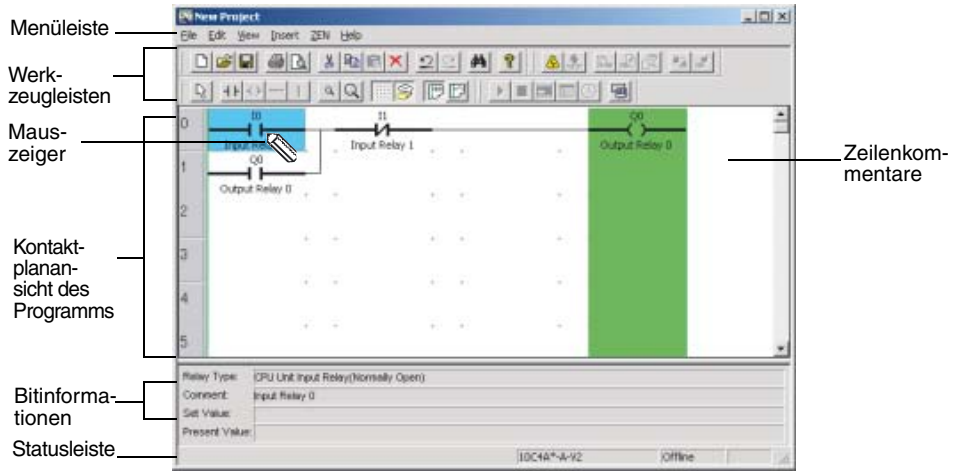 New Project
Menüleiste
File Edit View Insert ZEN Help
Werk-
zeugleisten
Maus-
zeiger
0
I0
I1
Q0
Input Relay 1
Output Relay 0
1
Q0
Output Relay 0
Zeilenkom-
mentare
2
Kontakt-
planan-
sicht des
Programms
3
4
5
Bitinforma-
tionen
Relay Type: CPU Unit Input Relay(Normally Open)
Comment: Input Relay 0
Set Value:
Present Value:
Statusleiste
10C4A*-A-V2
Offline